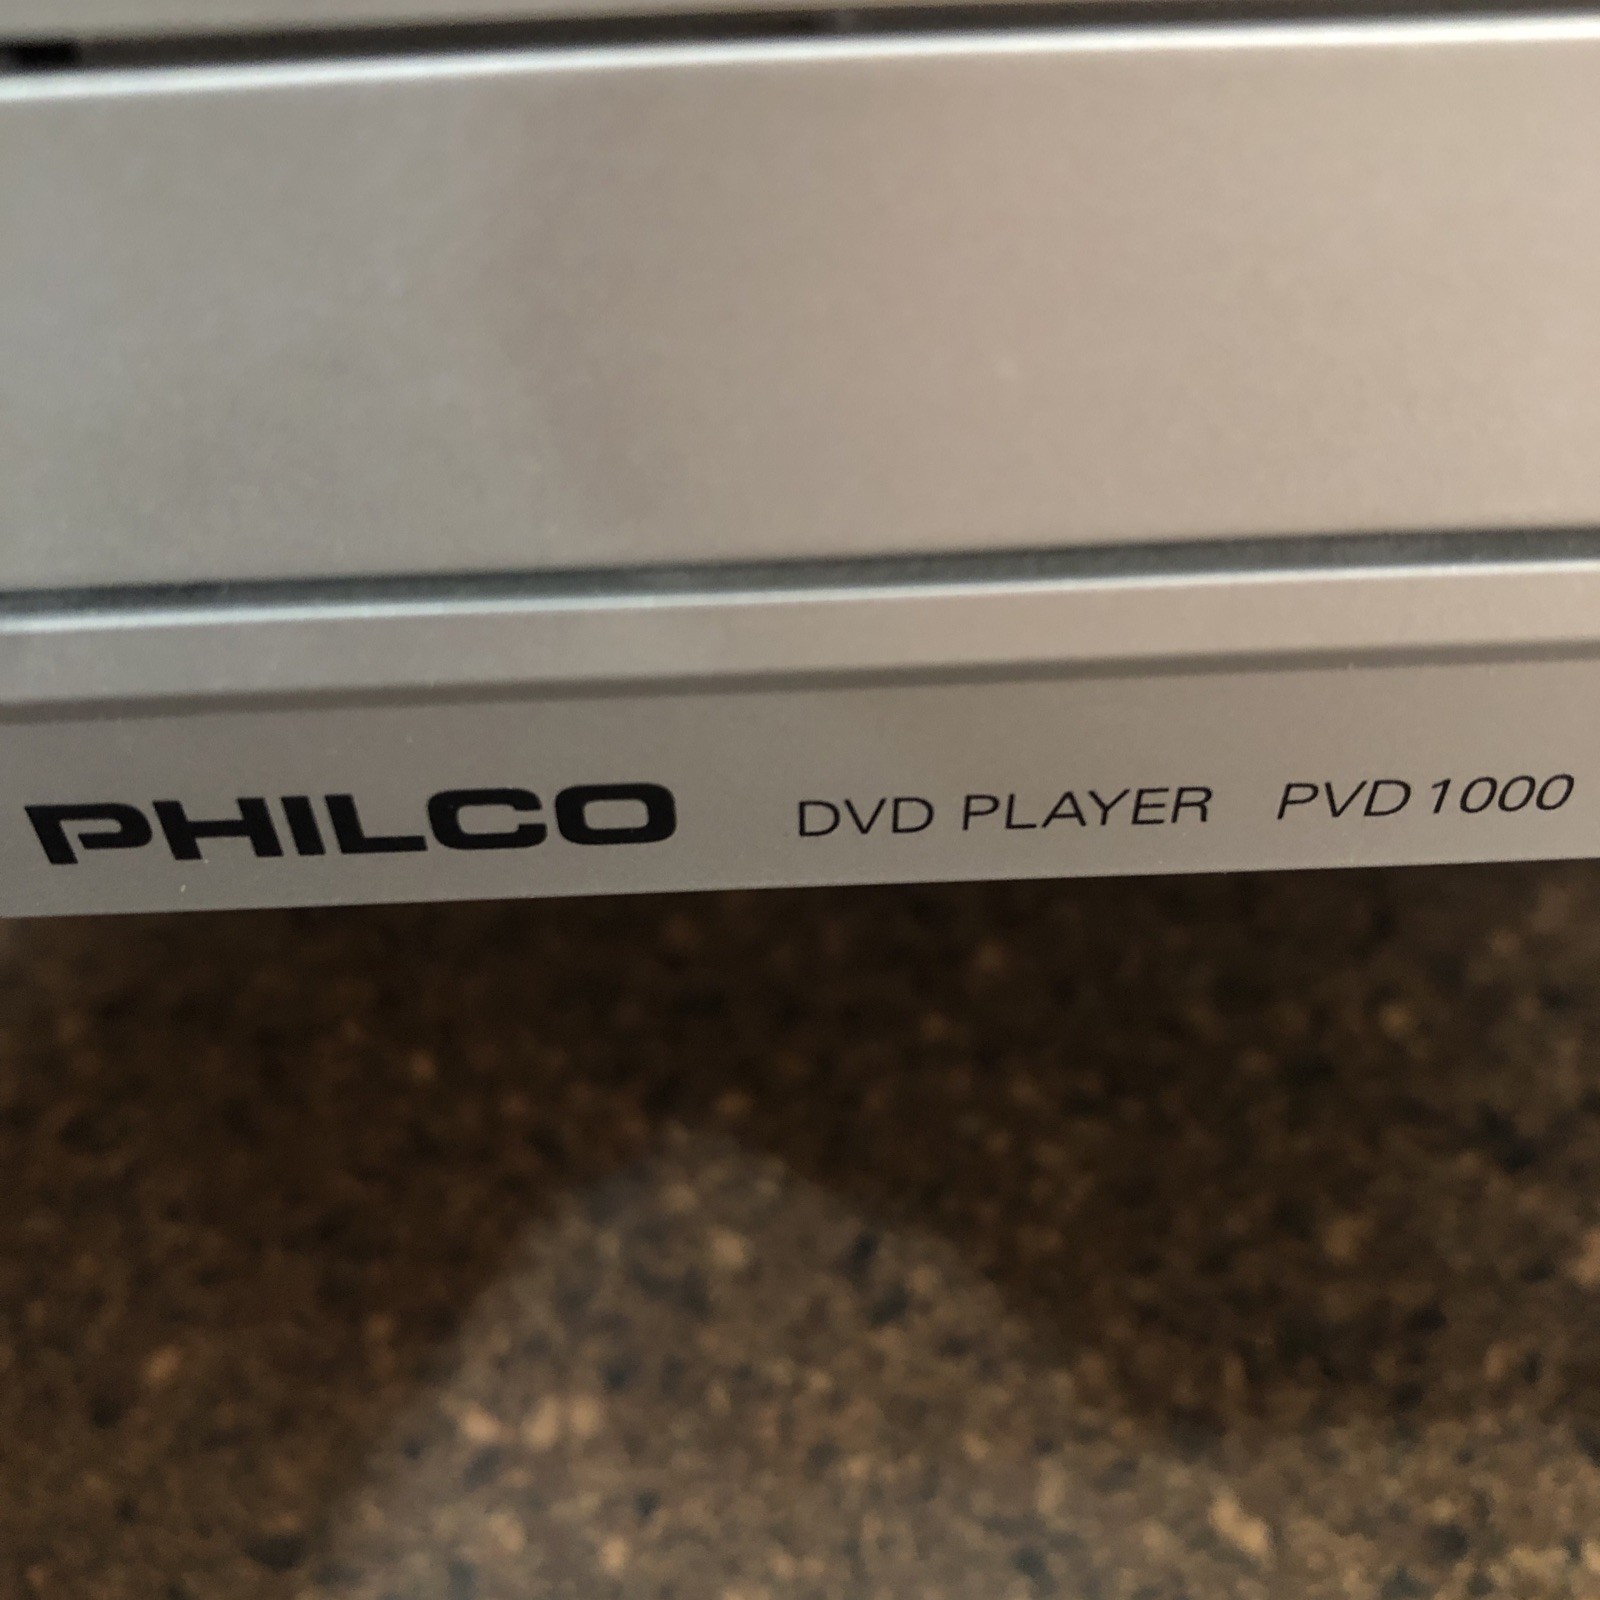 PHILCO DVD PLAYER PVD1000